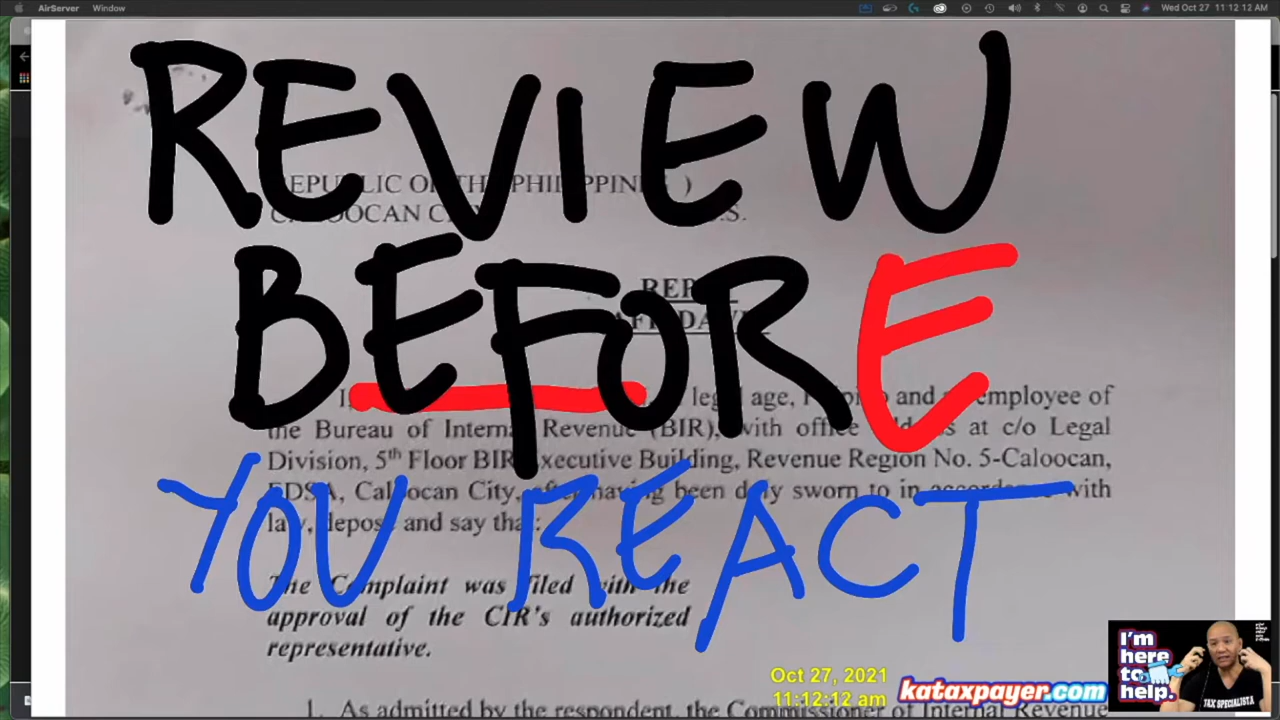 AirServer Window Wed Oct 27 11:12:12 AM
REVIEW
BEFORE
YOU REACT
REPUBLIC OF THE PHILIPPINES )
CALOOCAN CITY S.S.
REPLY
AFFIDAVIT
I, legal age, Filipino and an employee of
the Bureau of Internal Revenue (BIR), with office address at c/o Legal
Division, 5th Floor BIR Executive Building, Revenue Region No. 5-Caloocan,
EDSA, Caloocan City, after having been duly sworn to in accordance with
law, depose and say that:
The Complaint was filed with the
approval of the CIR's authorized
representative.
1. As admitted by the respondent, the Commissioner of Internal Revenue
Oct 27, 2021
11:12:12 am
kataxpayer.com
I'm
here
to
help.
TAX SPECIALISTA